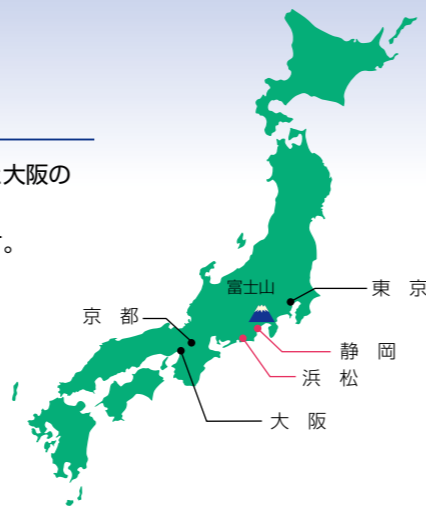 大阪の
。
富士山
東 京
京 都
静 岡
浜 松
大 阪